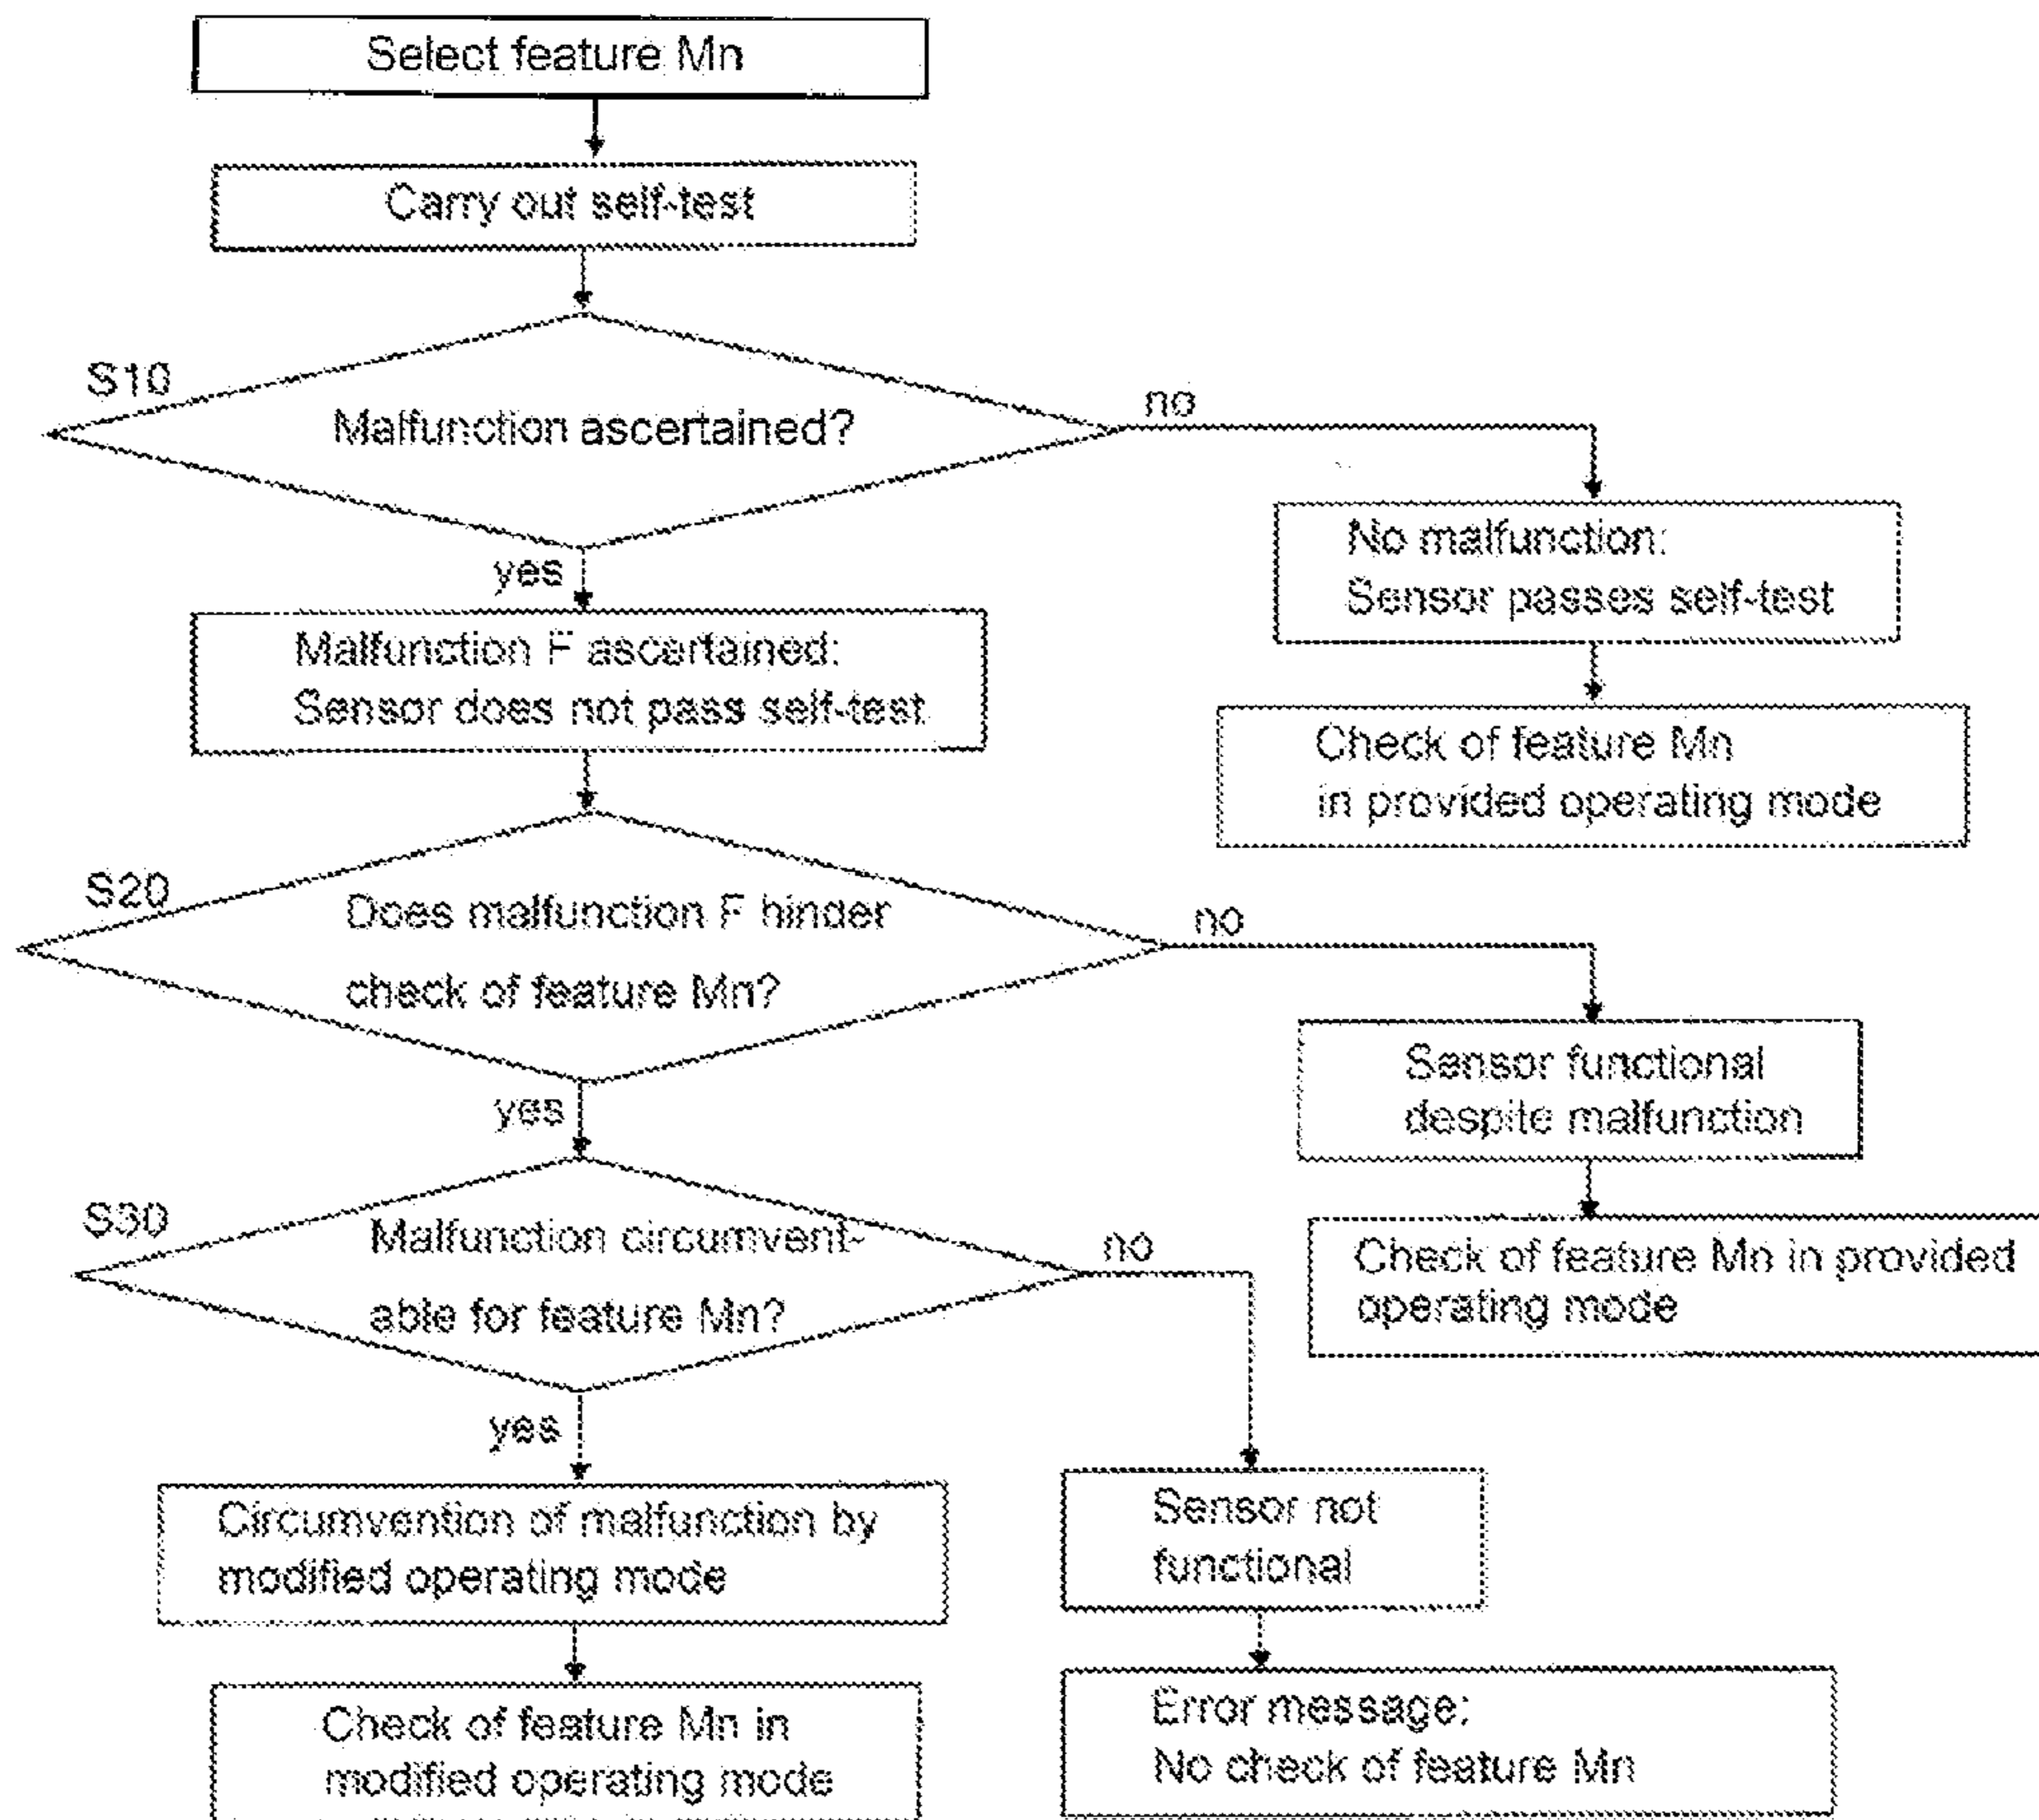 Select feature Mn
Carry out self-test
S10
Malfunction ascertained?
no
yes
No malfunction:
Sensor passes self-test
Malfunction F ascertained:
Sensor does not pass self-test
Check of feature Mn
in provided operating mode
S20
Does malfunction F hinder
check of feature Mn?
no
yes
Sensor functional
despite malfunction
S30
Malfunction circumvent-
able for feature Mn?
no
Check of feature Mn in provided
operating mode
yes
Circumvention of malfunction by
modified operating mode
Sensor not
functional
Check of feature Mn in
modified operating mode
Error message:
No check of feature Mn